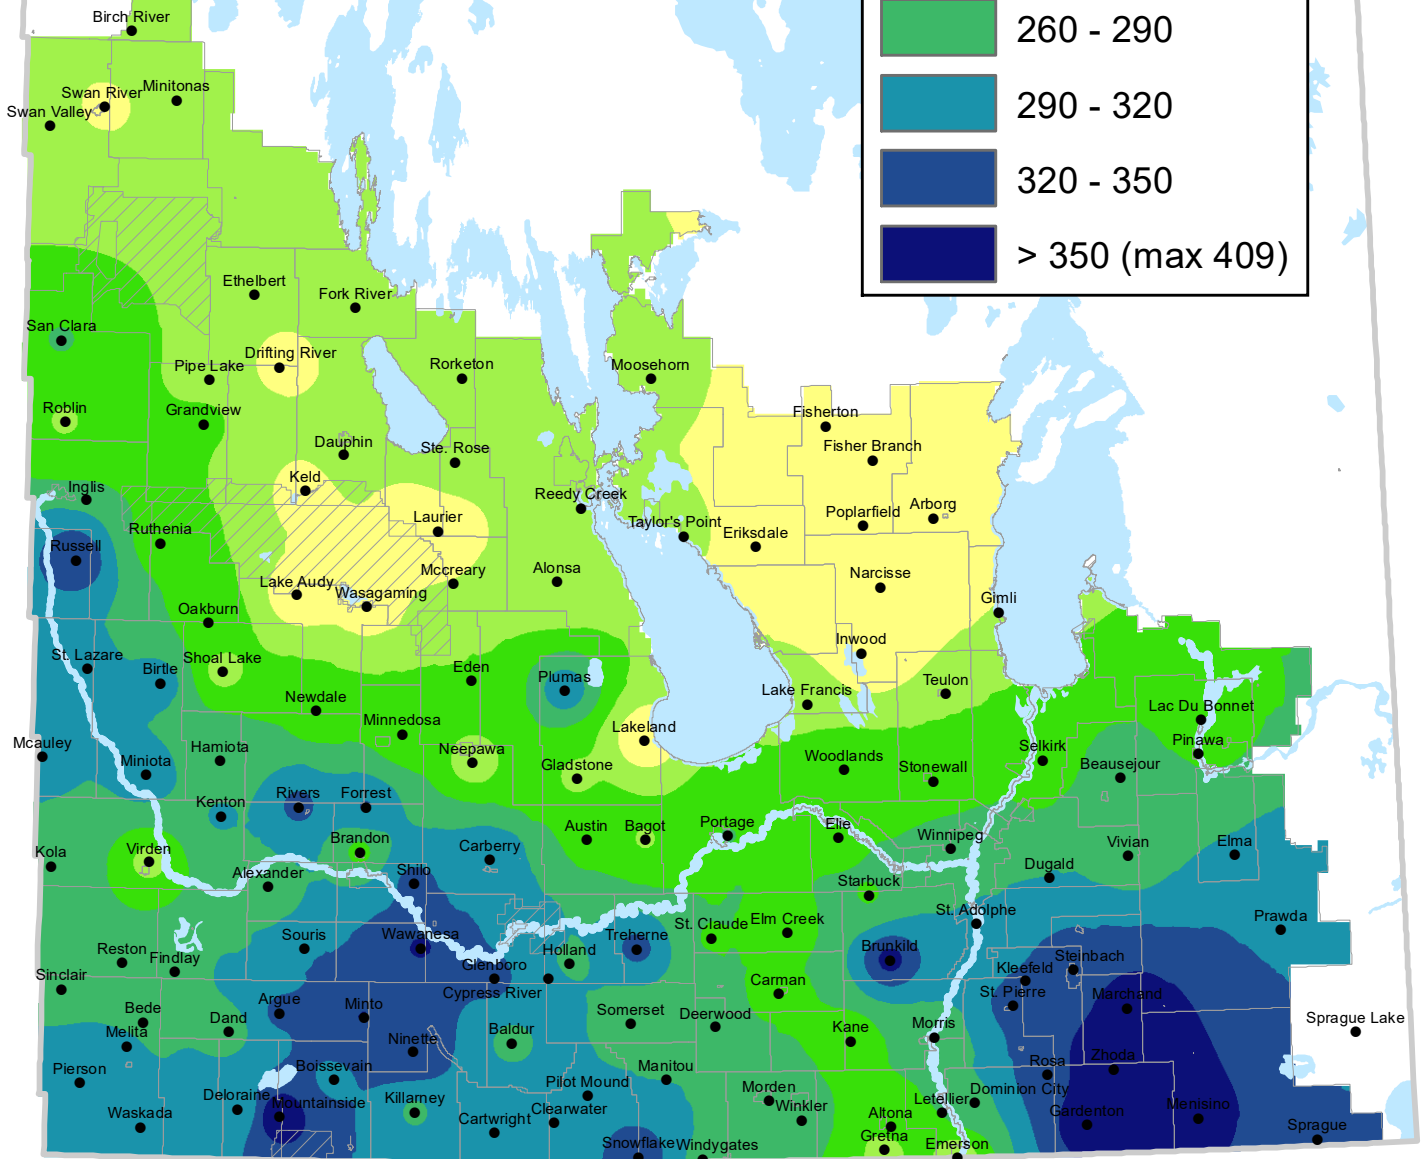 Birch River
260 - 290
Swan River
Minitonas
290 - 320
Swan Valley
320 - 350
> 350 (max 409)
Ethelbert
Fork River
San Clara
Drifting River
Pipe Lake
Rorketon
Moosehorn
Roblin
Grandview
Fisherton
Dauphin
Ste. Rose
Fisher Branch
Keld
Inglis
Reedy Creek
Laurier
Taylor's Point
Poplarfield
Arborg
Ruthenia
Eriksdale
Russell
Mccreary
Alonsa
Narcisse
Lake Audy
Wasagaming
Gimli
Oakburn
Inwood
St. Lazare
Birtle
Shoal Lake
Eden
Plumas
Teulon
Newdale
Lake Francis
Lac Du Bonnet
Minnedosa
Lakeland
Mcauley
Hamiota
Neepawa
Woodlands
Selkirk
Pinawa
Miniota
Gladstone
Stonewall
Beausejour
Kenton
Rivers
Forrest
Austin
Bagot
Portage
Elie
Winnipeg
Kola
Virden
Brandon
Carberry
Vivian
Elma
Alexander
Shilo
Dugald
Starbuck
St. Claude
Elm Creek
St. Adolphe
Prawda
Souris
Wawanesa
Treherne
Reston
Findlay
Holland
Brunkild
Steinbach
Sinclair
Glenboro
Kleefeld
Cypress River
Carman
St. Pierre
Marchand
Bede
Argue
Minto
Somerset
Deerwood
Sprague Lake
Melita
Dand
Baldur
Kane
Morris
Ninette
Pierson
Boissevain
Manitou
Rosa
Zhoda
Deloraine
Mountainside
Killarney
Pilot Mound
Morden
Dominion City
Waskada
Cartwright
Clearwater
Winkler
Altona
Letellier
Gardenton
Menisino
Sprague
Snowflake
Windygates
Gretna
Emerson